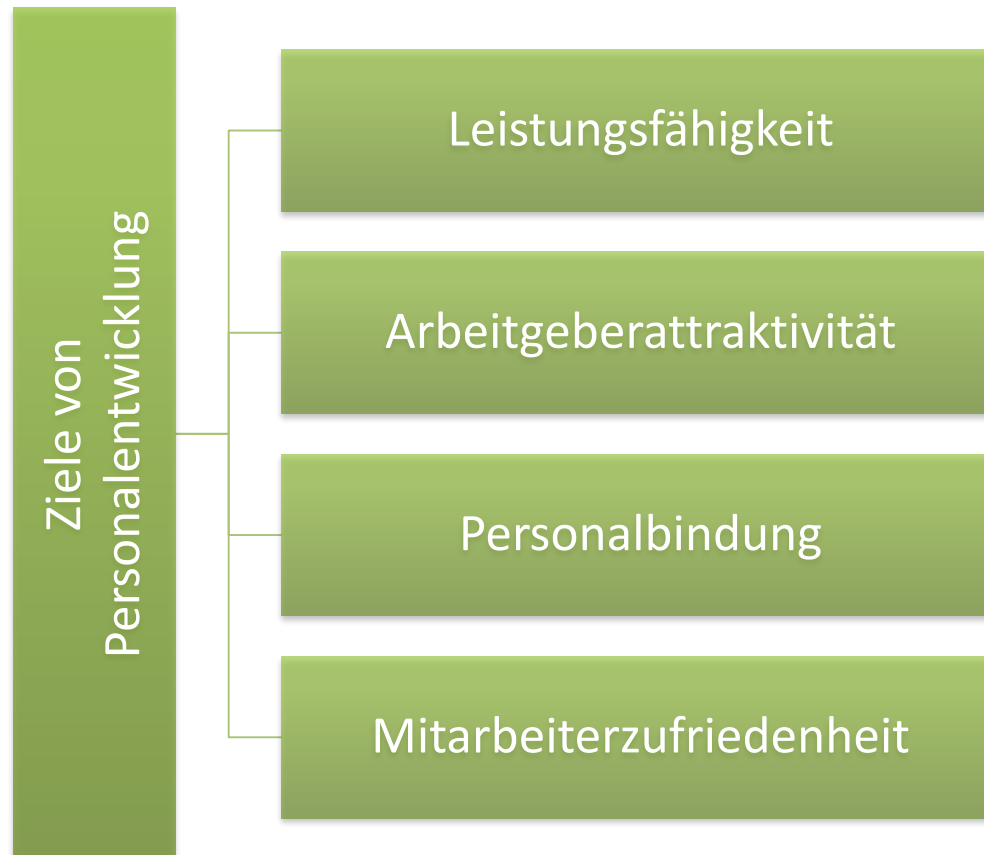 Ziele von
Personalentwicklung
Leistungsfähigkeit
Arbeitgeberattraktivität
Personalbindung
Mitarbeiterzufriedenheit